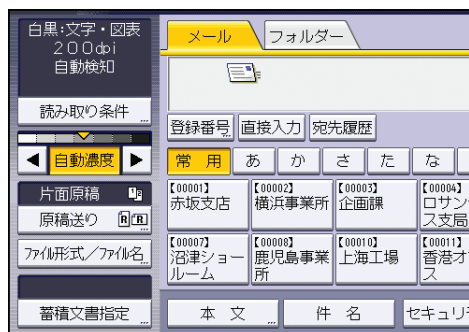 白黒:文字・図表
200dpi
自動検知
読み取り条件
自動濃度
片面原稿
原稿送り
ファイル形式/ファイル名
蓄積文書指定
メール
フォルダー
登録番号
直接入力
宛先履歴
常用
あ
か
さ
た
な
【00001】
赤坂支店
【00002】
横浜事業所
【00003】
企画課
【00004】
ロサン
ス支局
【00007】
沼津ショー
ルーム
【00008】
鹿児島事業
所
【00010】
上海工場
【00011】
香港オ
ス
本文
件名
セキュリ